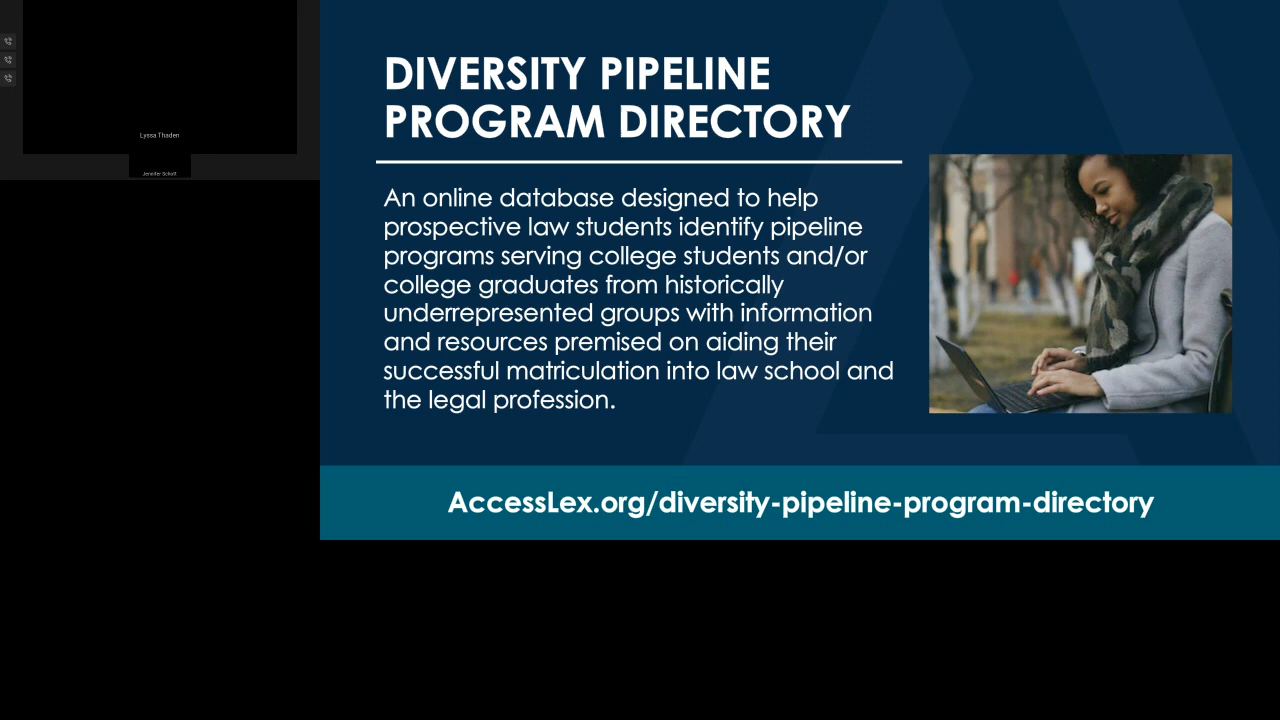 Lyssa Thaden
Jennifer Schott
DIVERSITY PIPELINE
PROGRAM DIRECTORY
An online database designed to help
prospective law students identify pipeline
programs serving college students and/or
college graduates from historically
underrepresented groups with information
and resources premised on aiding their
successful matriculation into law school and
the legal profession.
AccessLex.org/diversity-pipeline-program-directory